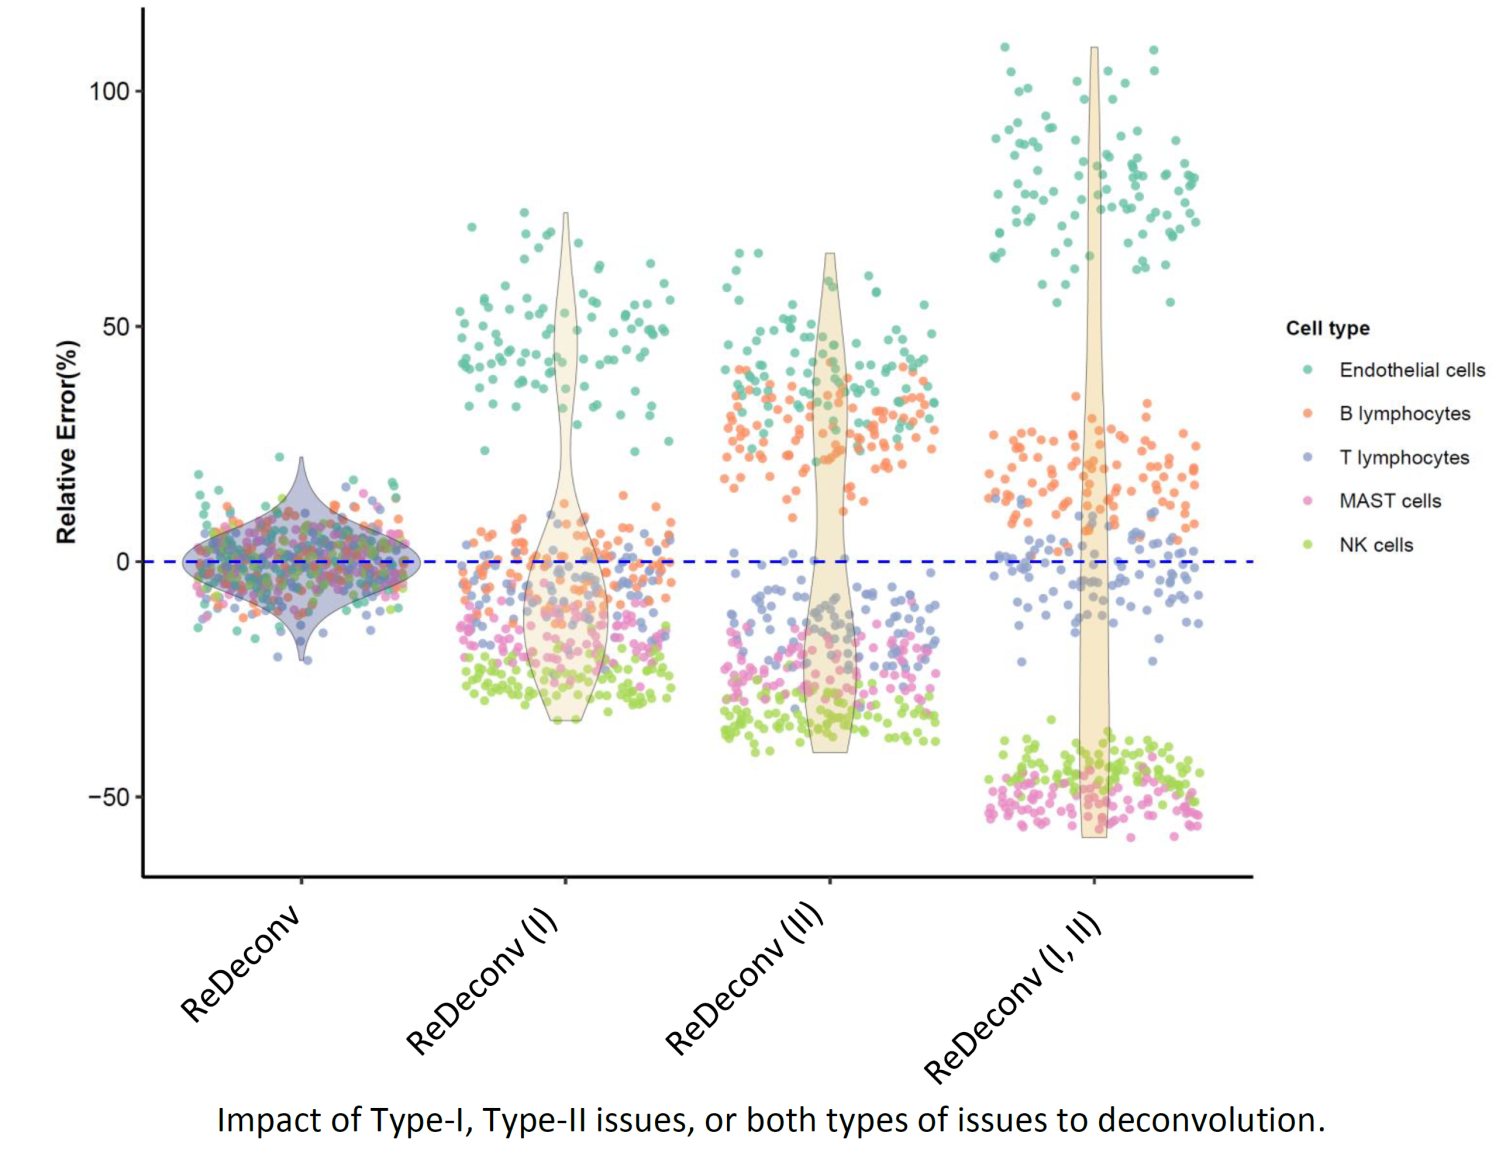 Relative Error(%)
100
50
0
−50
ReDeconv
ReDeconv (I)
ReDeconv (II)
ReDeconv (I, II)
Cell type
Endothelial cells
B lymphocytes
T lymphocytes
MAST cells
NK cells
Impact of Type-I, Type-II issues, or both types of issues to deconvolution.